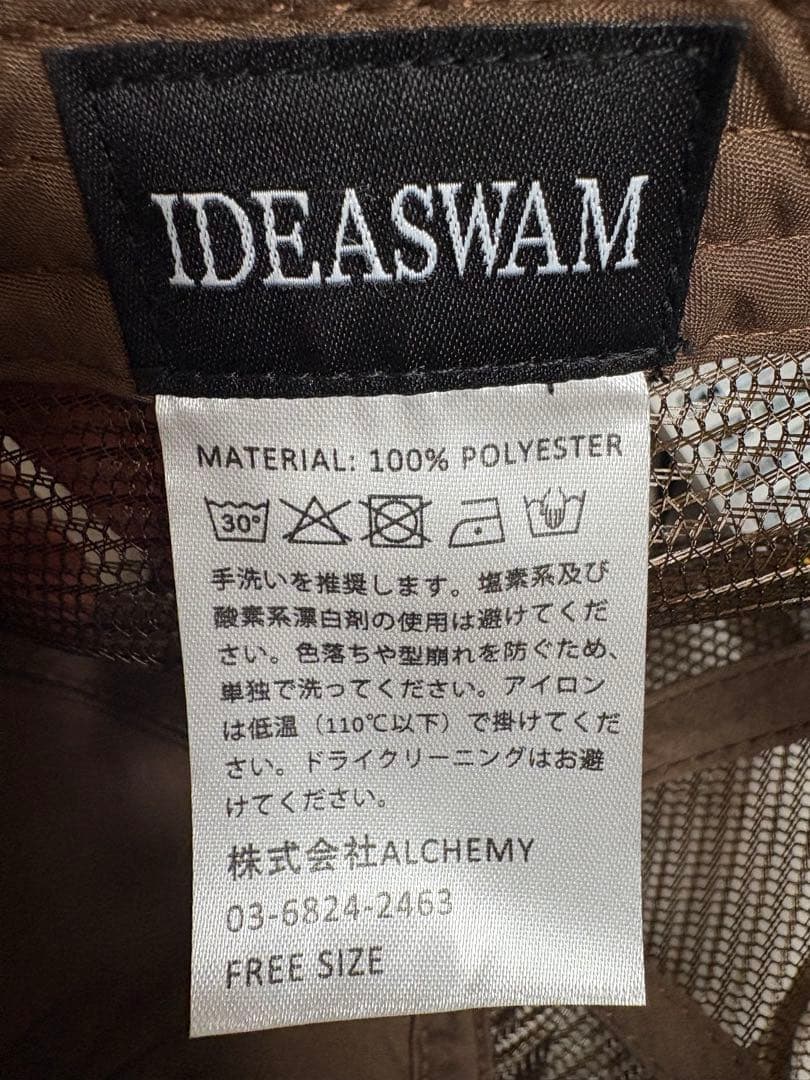 IDEASWAM
MATERIAL: 100% POLYESTER
30°
手洗いを推奨します。塩素系及び
酸素系漂白剤の使用は避けてくだ
さい。色落ちや型崩れを防ぐため、
単独で洗ってください。アイロン
は低温（110℃以下）で掛けてくだ
さい。ドライクリーニングはお避
けてください。
株式会社ALCHEMY
03-6824-2463
FREE SIZE